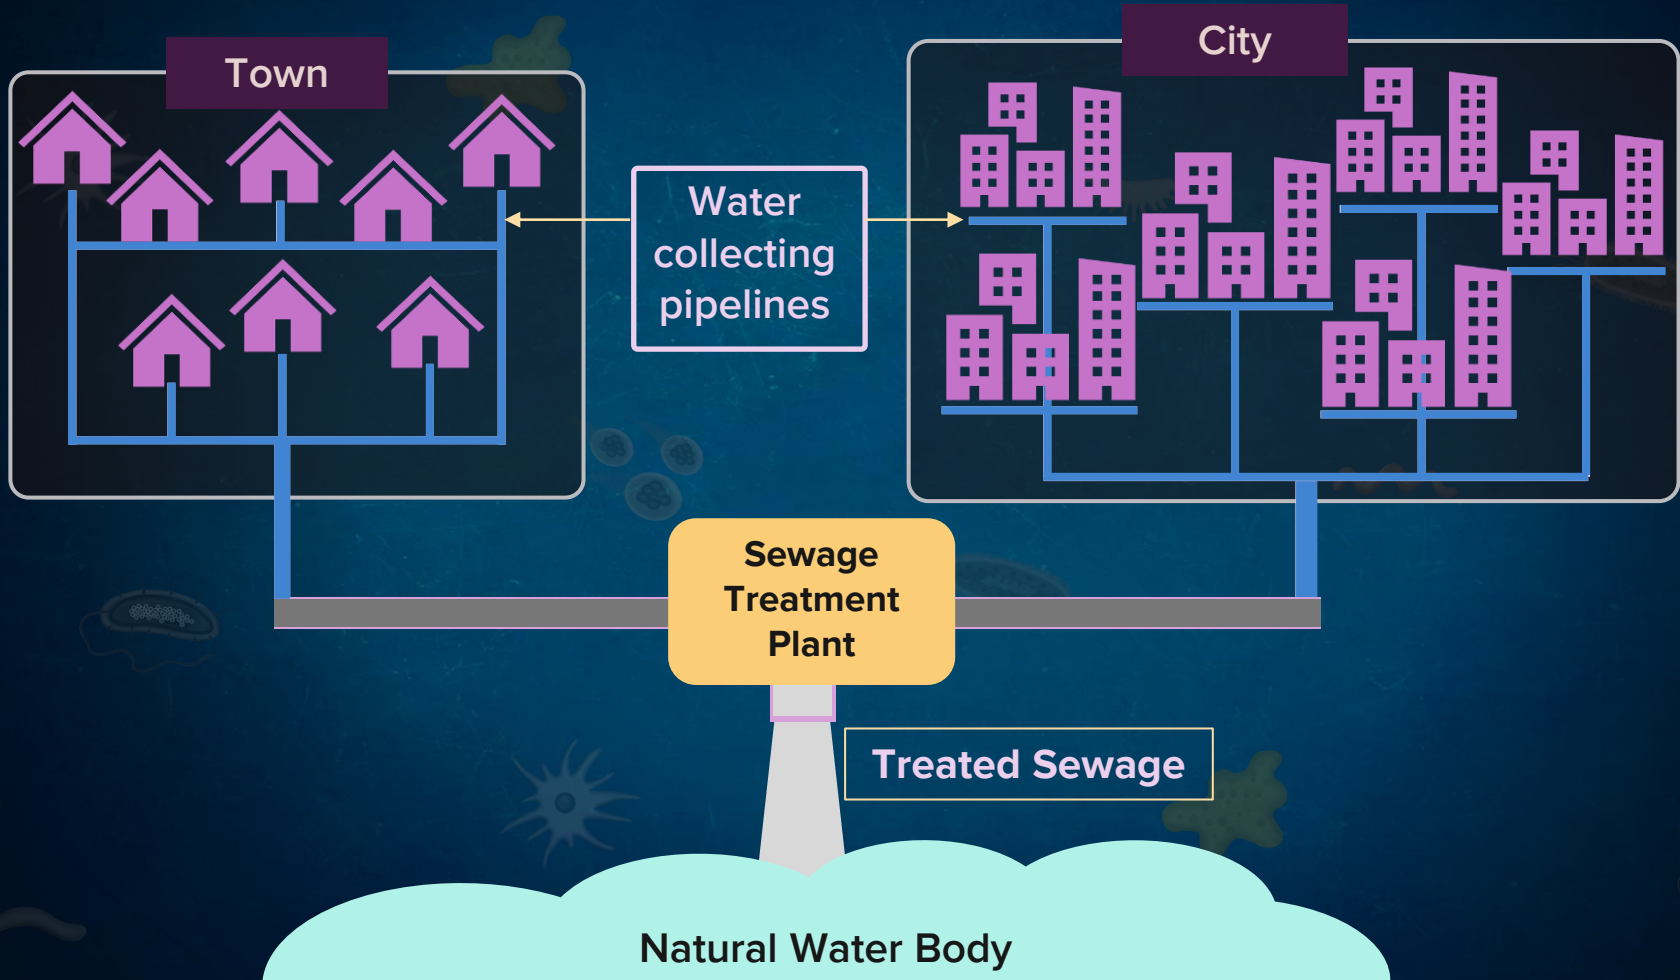 Town
City
Water
collecting
pipelines
Sewage
Treatment
Plant
Treated Sewage
Natural Water Body